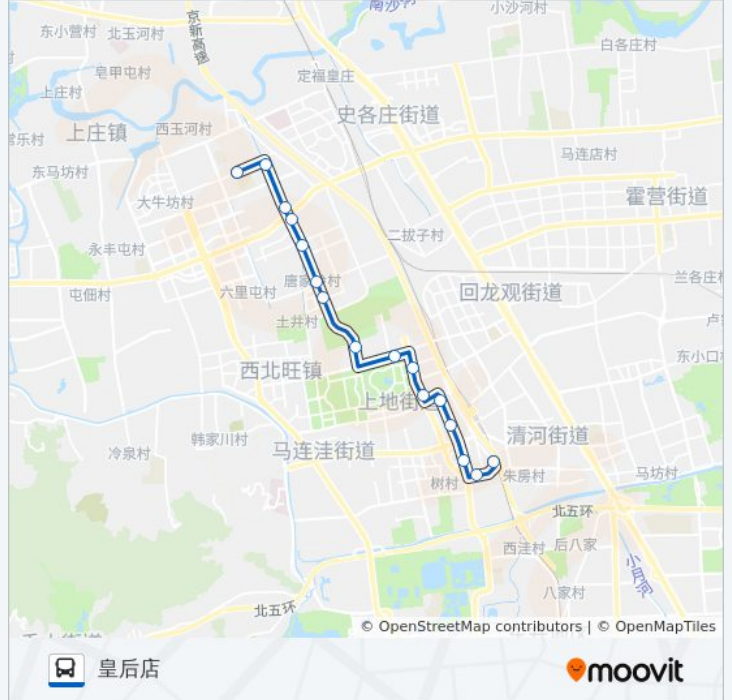 南沙河
小沙河村
京新高速
东小营村
北玉河村
白各庄村
皂甲屯村
定福皇庄
上庄村
史各庄街道
西玉河村
上庄镇
马连店村
东马坊村
霍营街道
大牛坊村
二拔子村
永丰屯村
兰各庄村
六里屯村
回龙观街道
屯佃村
土井村
东小口
西北旺镇
上地街道
清河街道
韩家川村
马连洼街道
冷泉村
朱房村
马坊村
树村
北五环
西洼村
后八家
小月河
八家村
北五环
© OpenStreetMap contributors | © OpenMapTiles
皇后店
moovit